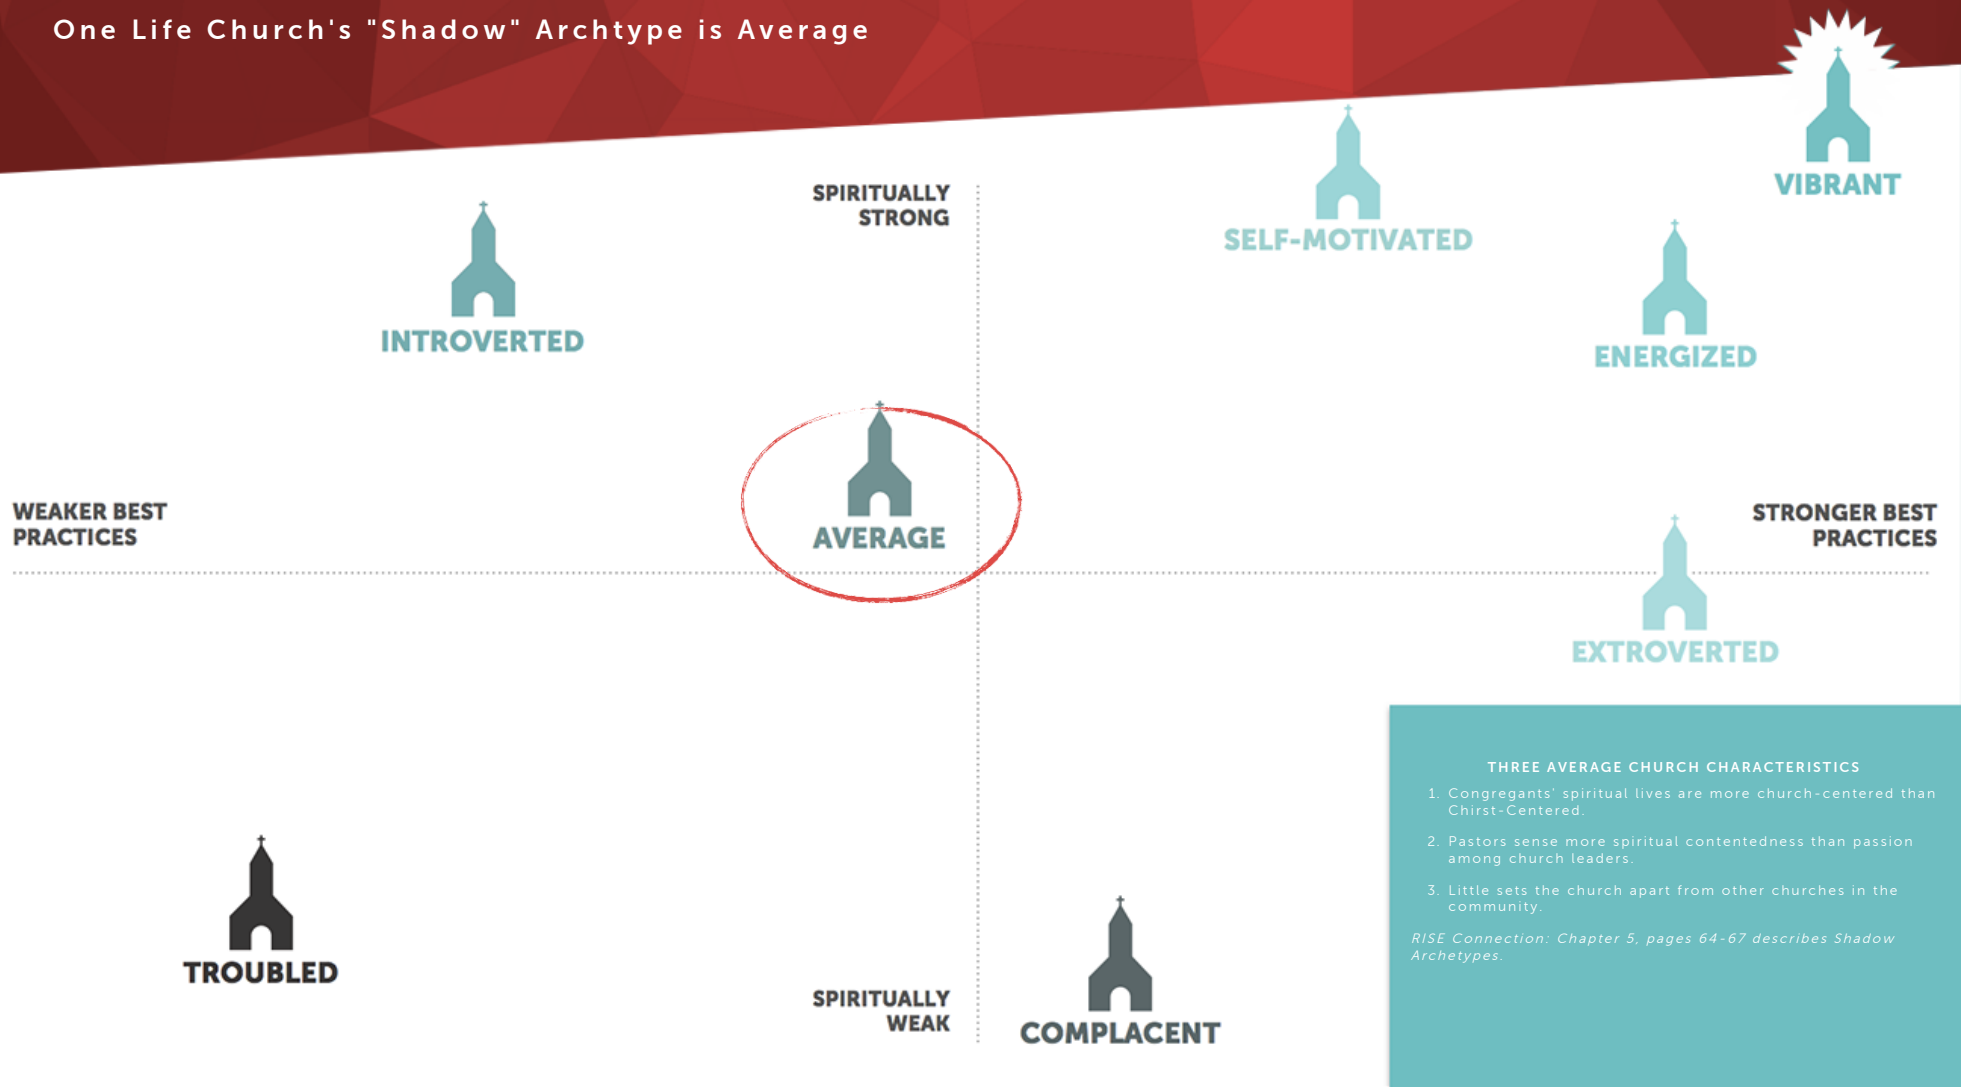 One Life Church's "Shadow" Archtype is Average
VIBRANT
SPIRITUALLY
STRONG
SELF-MOTIVATED
INTROVERTED
ENERGIZED
WEAKER BEST
PRACTICES
AVERAGE
STRONGER BEST
PRACTICES
EXTROVERTED
THREE AVERAGE CHURCH CHARACTERISTICS
1. Congregants' spiritual lives are more church-centered than
Chirst-Centered.
2. Pastors sense more spiritual contentedness than passion
among church leaders.
3. Little sets the church apart from other churches in the
community.
RISE Connection: Chapter 5, pages 64-67 describes Shadow
Archetypes.
TROUBLED
SPIRITUALLY
WEAK
COMPLACENT